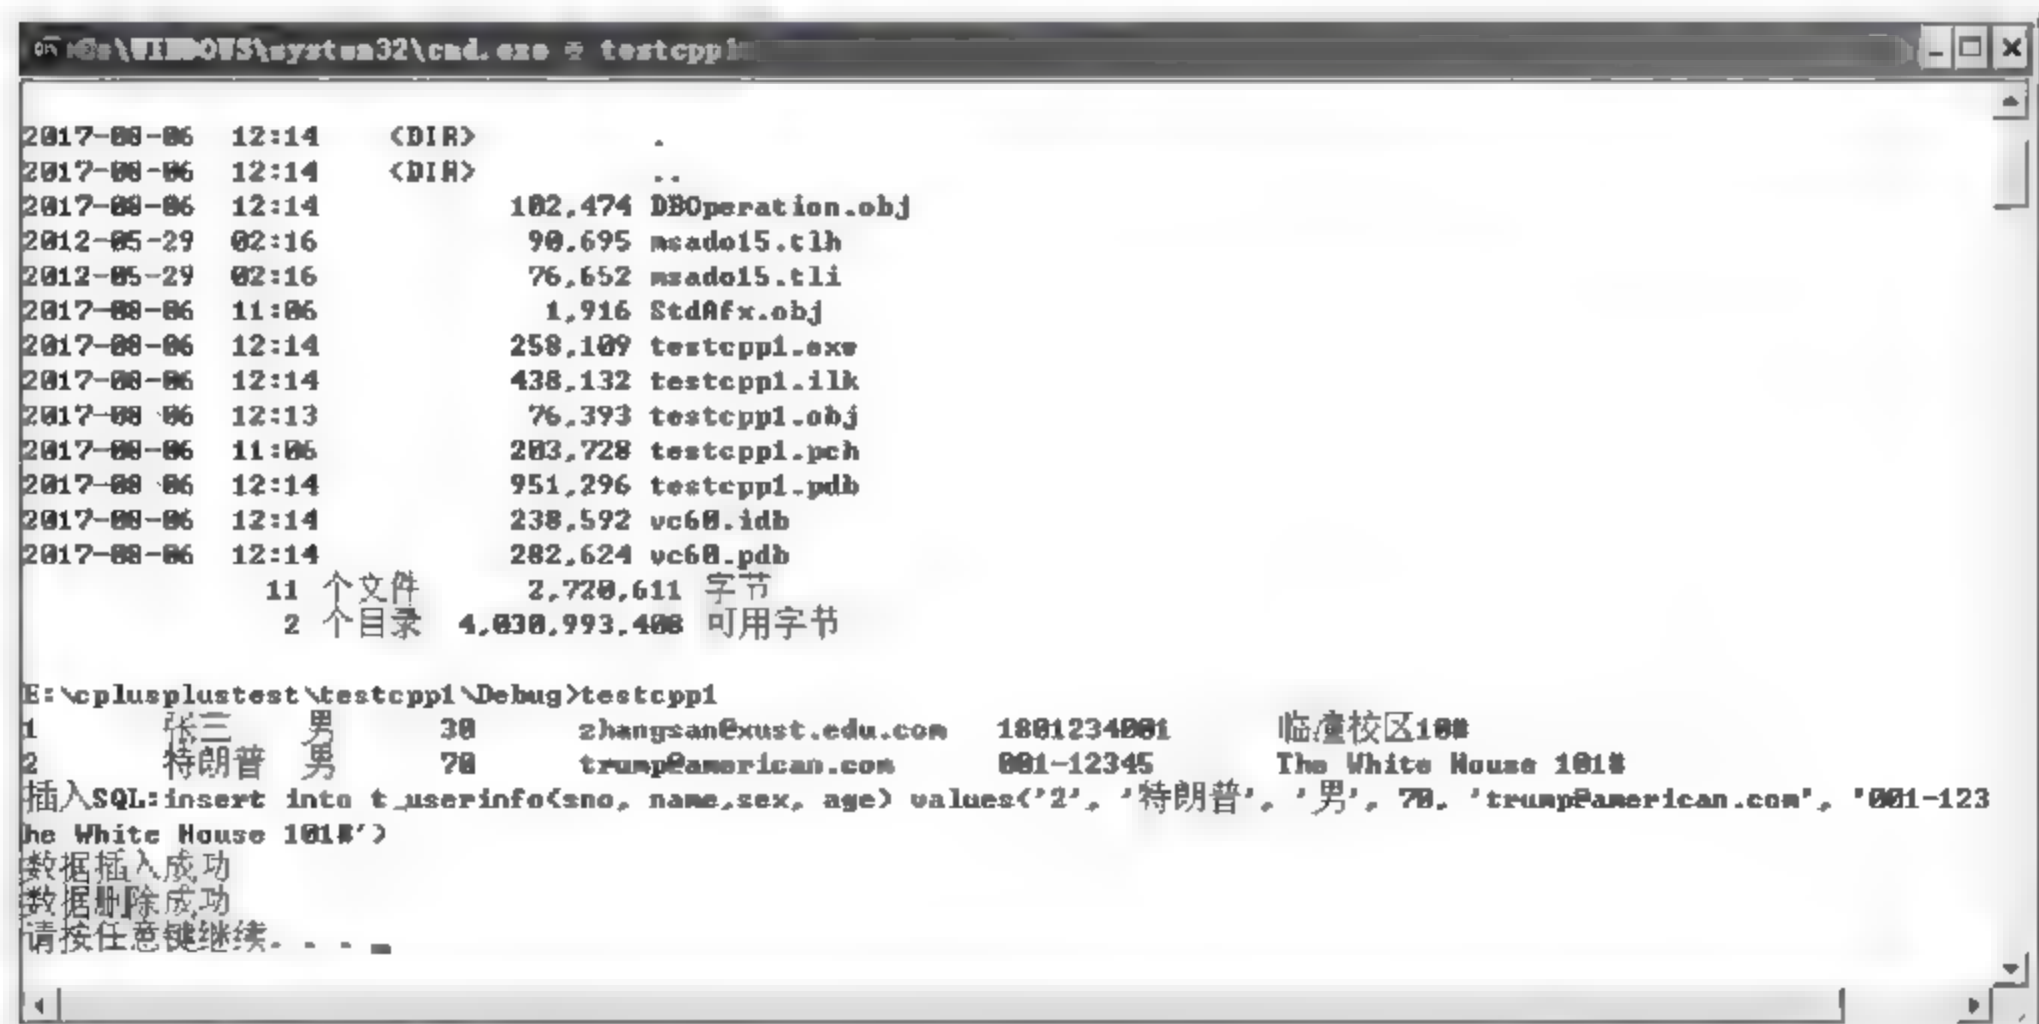 C:\WINDOWS\system32\cmd.exe - testcpp1
2017-08-06 12:14 <DIR> .
2017-08-06 12:14 <DIR> ..
2017-08-06 12:14 102,474 DBOperation.obj
2012-05-29 02:16 90,695 msado15.tlh
2012-05-29 02:16 76,652 msado15.tli
2017-08-06 11:06 1,916 StdAfx.obj
2017-08-06 12:14 258,109 testcpp1.exe
2017-08-06 12:14 438,132 testcpp1.ilk
2017-08-06 12:13 76,393 testcpp1.obj
2017-08-06 11:06 203,728 testcpp1.pch
2017-08-06 12:14 951,296 testcpp1.pdb
2017-08-06 12:14 238,592 vc60.idb
2017-08-06 12:14 282,624 vc60.pdb
11 个文件 2,720,611 字节
2 个目录 4,030,993,408 可用字节
E:\cplusplustest\testcpp1\Debug>testcpp1
1 张三 男 30 zhangsan@xust.edu.com 1801234001 临潼校区10#
2 特朗普 男 70 trump@american.com 001-12345 The White House 101#
插入SQL:insert into t_userinfo(sno, name,sex, age) values('2', '特朗普', '男', 70, 'trump@american.com', '001-123
he White House 101#')
数据插入成功
数据删除成功
请按任意键继续. . .